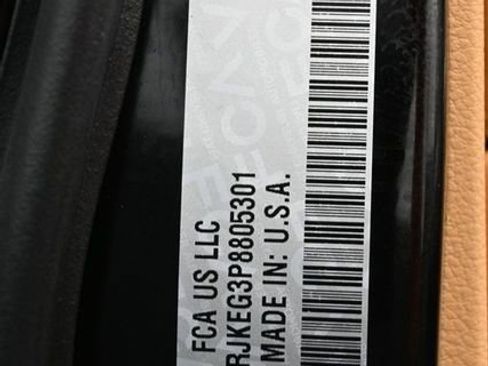 FCA US LLC
RJKEG3P8805301
MADE IN: U.S.A.